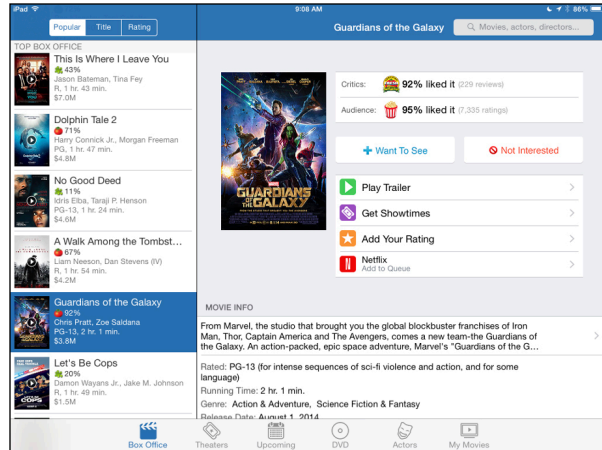 iPad
9:08 AM
86%
Popular
Title
Rating
Guardians of the Galaxy
Movies, actors, directors...
TOP BOX OFFICE
This Is Where I Leave You
43%
Jason Bateman, Tina Fey
R, 1 hr. 43 min.
$7.0M
Dolphin Tale 2
71%
Harry Connick Jr., Morgan Freeman
PG, 1 hr. 47 min.
$4.8M
No Good Deed
11%
Idris Elba, Taraji P. Henson
PG-13, 1 hr. 24 min.
$4.6M
A Walk Among the Tombst...
67%
Liam Neeson, Dan Stevens (IV)
R, 1 hr. 54 min.
$4.2M
Guardians of the Galaxy
92%
Chris Pratt, Zoe Saldana
PG-13, 2 hr. 1 min.
$3.8M
Let's Be Cops
20%
Damon Wayans Jr., Jake M. Johnson
R, 1 hr. 49 min.
$1.5M
GUARDIANS
OF THE GALAXY
Critics: 92% liked it (229 reviews)
Audience: 95% liked it (7,335 ratings)
Want To See
Not Interested
Play Trailer
Get Showtimes
Add Your Rating
Netflix
Add to Queue
MOVIE INFO
From Marvel, the studio that brought you the global blockbuster franchises of Iron
Man, Thor, Captain America and The Avengers, comes a new team-the Guardians of
the Galaxy. An action-packed, epic space adventure, Marvel's "Guardians of the G...
Rated: PG-13 (for intense sequences of sci-fi violence and action, and for some
language)
Running Time: 2 hr. 1 min.
Genre: Action & Adventure, Science Fiction & Fantasy
Release Date: August 1, 2014
Box Office
Theaters
Upcoming
DVD
Actors
My Movies